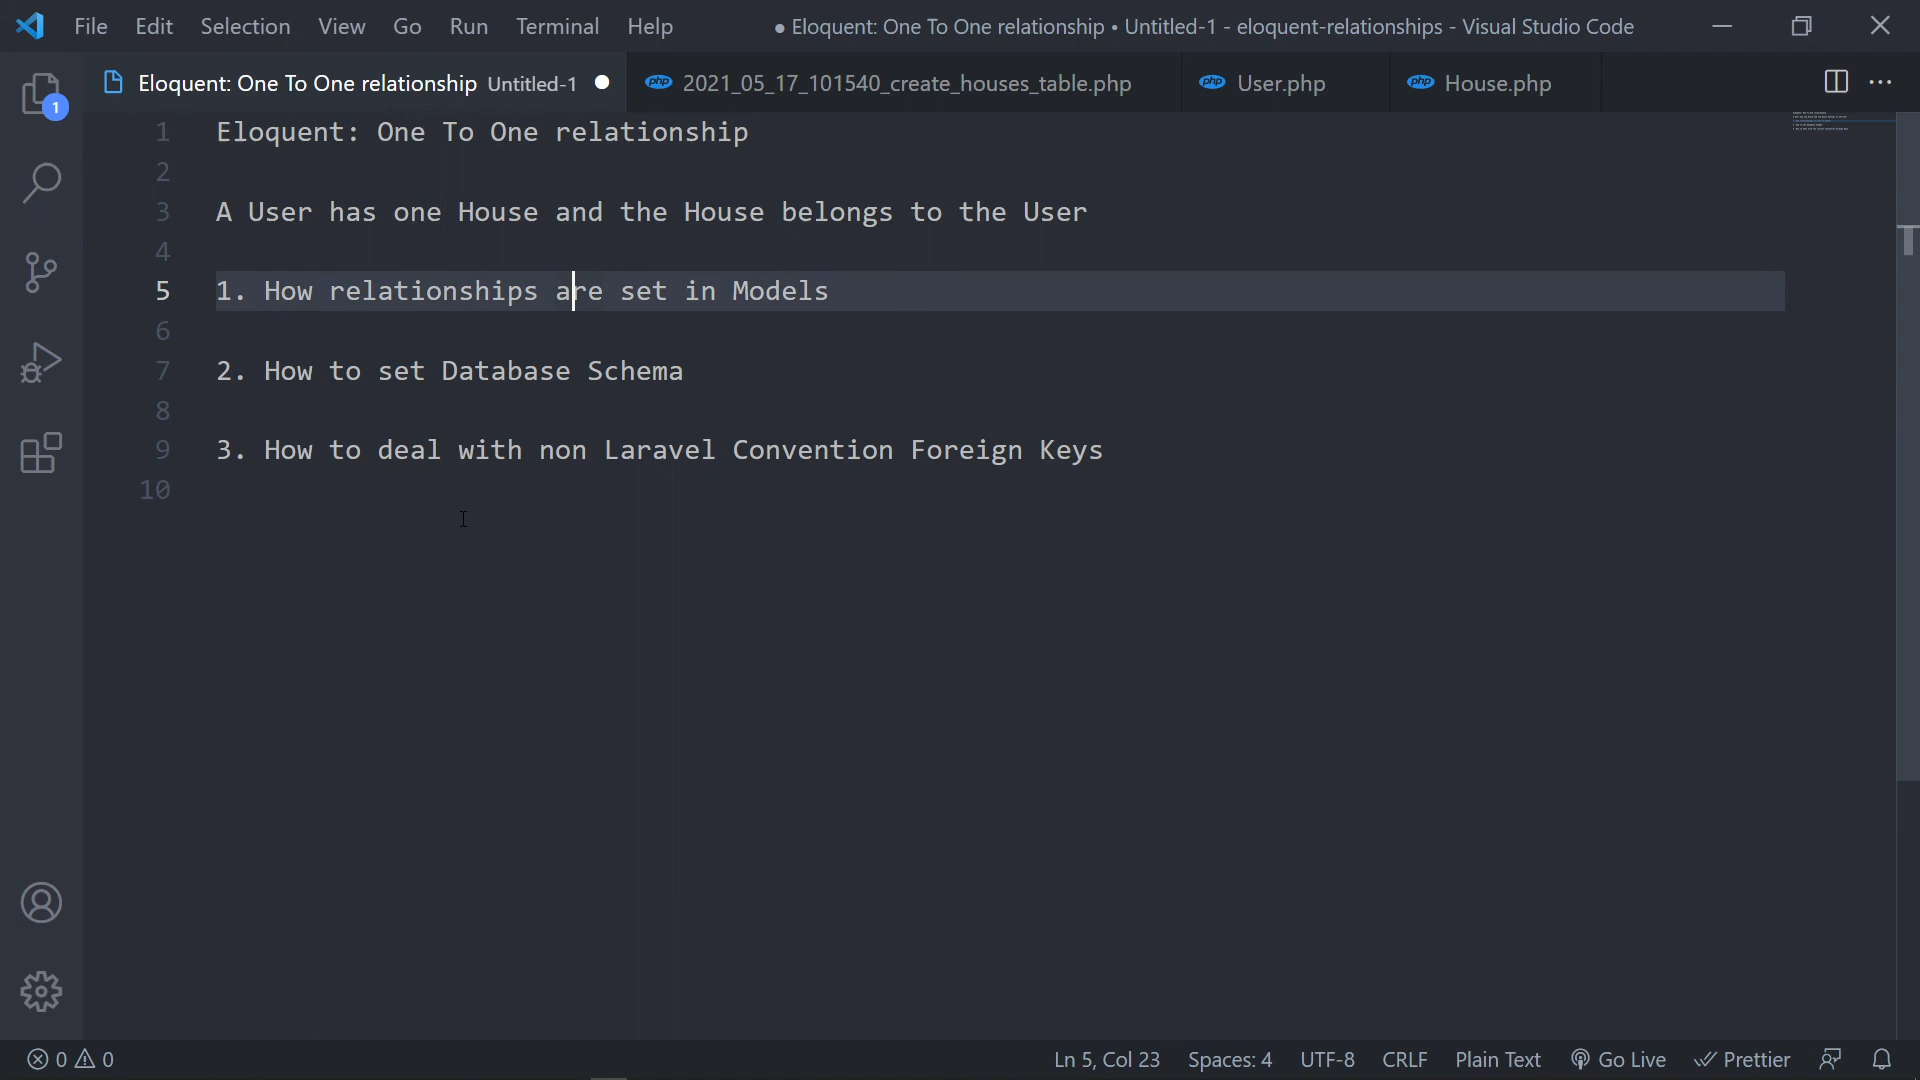 File Edit Selection View Go Run Terminal Help ● Eloquent: One To One relationship • Untitled-1 - eloquent-relationships - Visual Studio Code
1
Eloquent: One To One relationship Untitled-1 ●
php 2021_05_17_101540_create_houses_table.php
php User.php
php House.php
1 Eloquent: One To One relationship
2
3 A User has one House and the House belongs to the User
4
5 1. How relationships are set in Models
6
7 2. How to set Database Schema
8
9 3. How to deal with non Laravel Convention Foreign Keys
10
0 0 Ln 5, Col 23 Spaces: 4 UTF-8 CRLF Plain Text Go Live Prettier